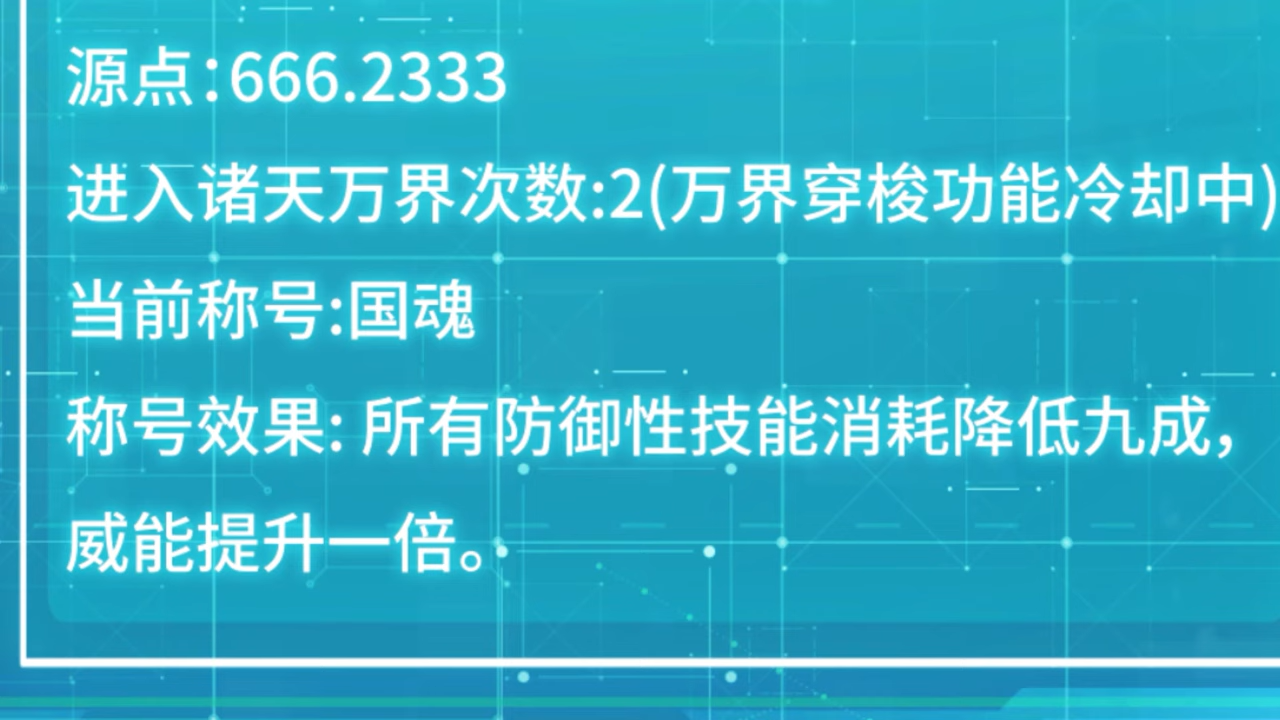 源点：666.2333
进入诸天万界次数:2(万界穿梭功能冷却中)
当前称号:国魂
称号效果: 所有防御性技能消耗降低九成，
威能提升一倍。